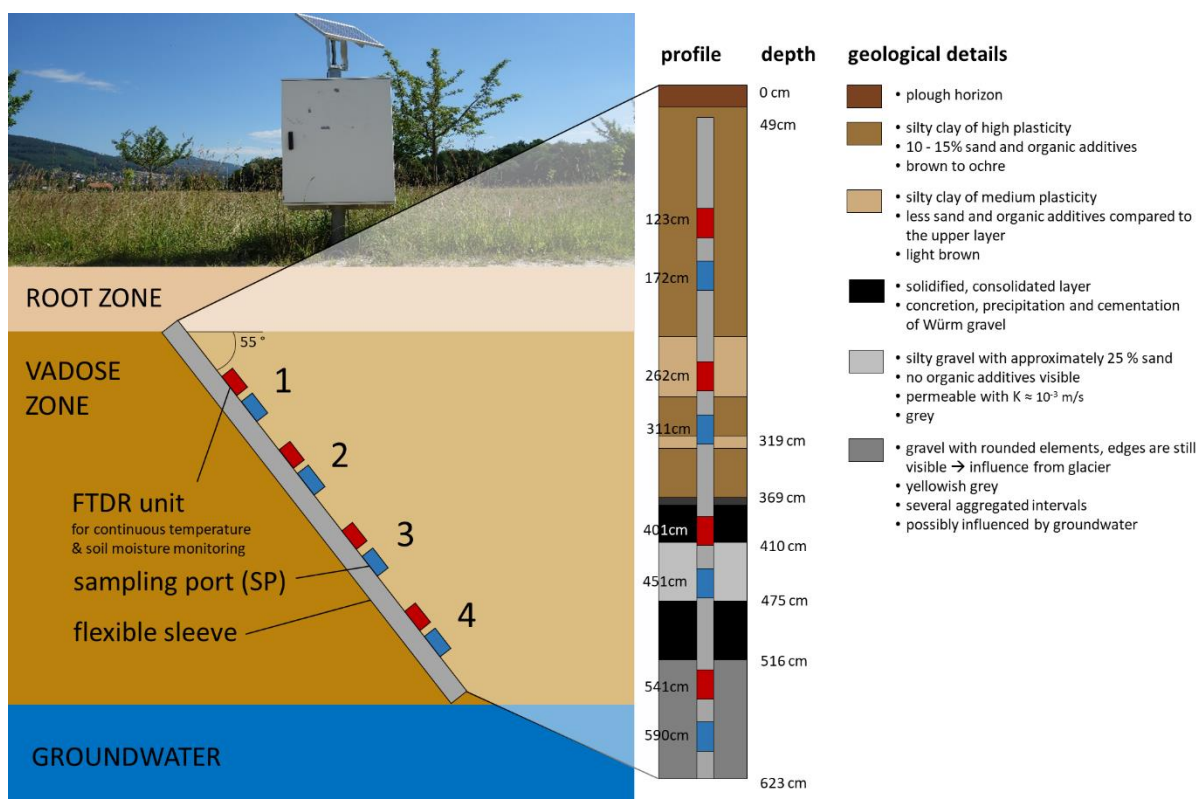 ROOT ZONE
VADOSE
ZONE
55 °
1
2
3
4
FTDR unit
for continuous temperature
& soil moisture monitoring
sampling port (SP)
flexible sleeve
GROUNDWATER
profile
depth
0 cm
49cm
123cm
172cm
262cm
311cm
319 cm
369 cm
401cm
410 cm
451cm
475 cm
516 cm
541cm
590cm
623 cm
geological details
• plough horizon
• silty clay of high plasticity
• 10 - 15% sand and organic additives
• brown to ochre
• silty clay of medium plasticity
• less sand and organic additives compared to
the upper layer
• light brown
• solidified, consolidated layer
• concretion, precipitation and cementation
of Würm gravel
• silty gravel with approximately 25 % sand
• no organic additives visible
• permeable with K ≈ 10⁻³ m/s
• grey
• gravel with rounded elements, edges are still
visible → influence from glacier
• yellowish grey
• several aggregated intervals
• possibly influenced by groundwater